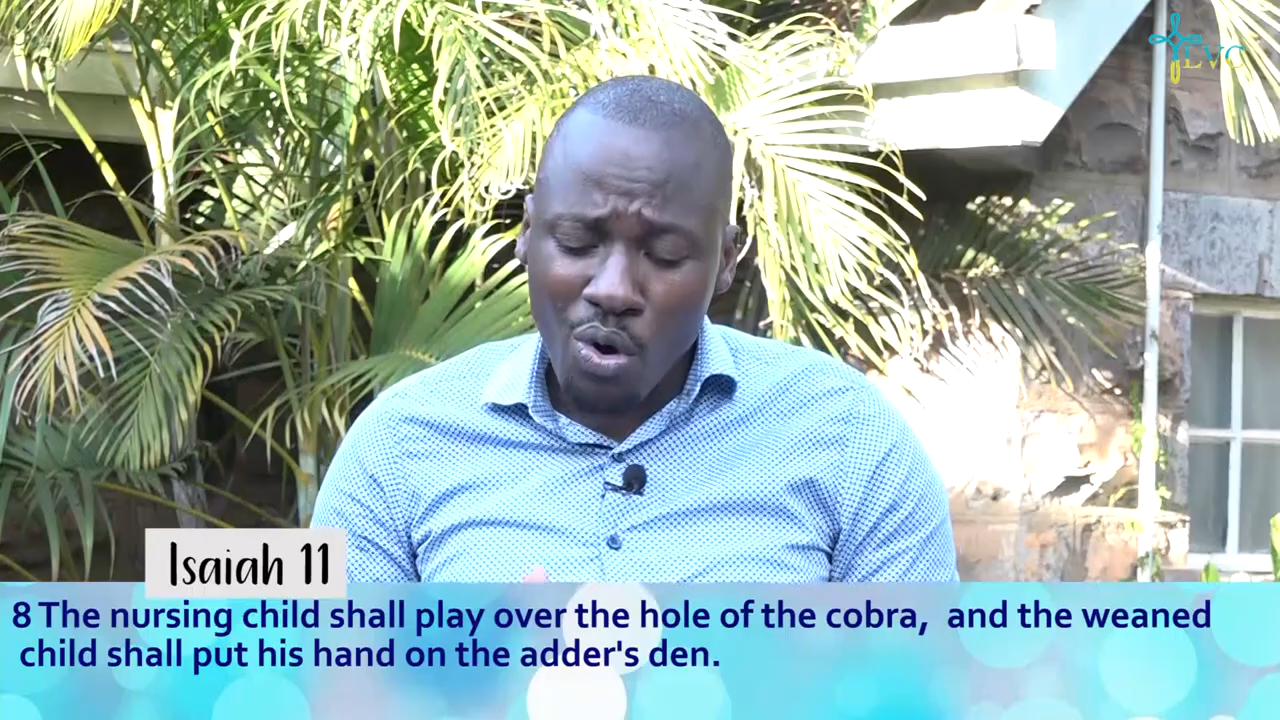 LVC
Isaiah 11
8 The nursing child shall play over the hole of the cobra, and the weaned
child shall put his hand on the adder's den.